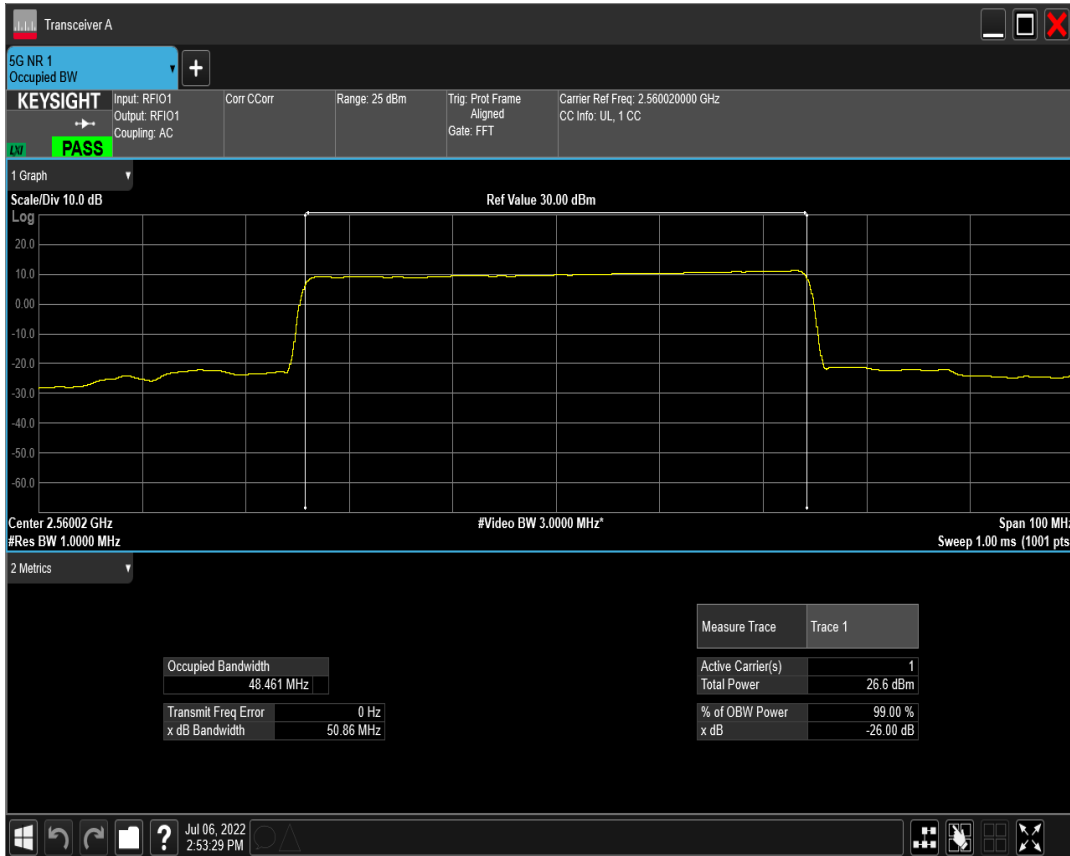 Transceiver A
5G NR 1
Occupied BW
KEYSIGHT
LXI
PASS
Input: RFIO1
Output: RFIO1
Coupling: AC
Corr CCorr
Range: 25 dBm
Trig: Prot Frame
Aligned
Gate: FFT
Carrier Ref Freq: 2.560020000 GHz
CC Info: UL, 1 CC
1 Graph
Scale/Div 10.0 dB
Ref Value 30.00 dBm
Log
20.0
10.0
0.00
-10.0
-20.0
-30.0
-40.0
-50.0
-60.0
Center 2.56002 GHz
#Video BW 3.0000 MHz*
Span 100 MHz
#Res BW 1.0000 MHz
Sweep 1.00 ms (1001 pts
2 Metrics
Measure Trace Trace 1
Occupied Bandwidth
48.461 MHz
Active Carrier(s) 1
Total Power 26.6 dBm
Transmit Freq Error 0 Hz
x dB Bandwidth 50.86 MHz
% of OBW Power 99.00 %
x dB -26.00 dB
?
Jul 06, 2022
2:53:29 PM